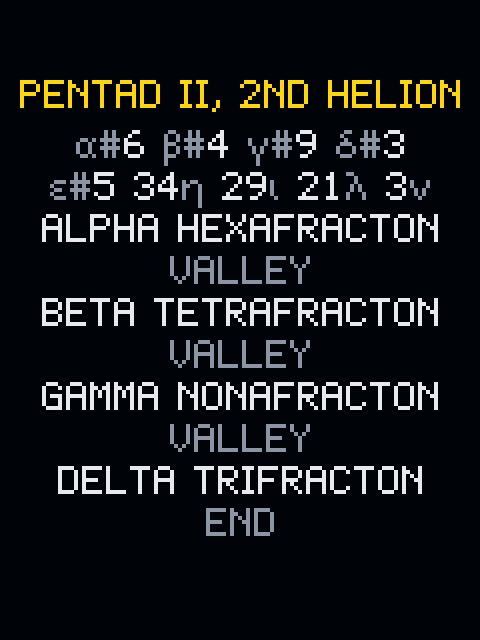 PENTAD II, 2ND HELION
α#6 β#4 γ#9 δ#3
ε#5 34η 29ι 21λ 3ν
ALPHA HEXAFRACTON
VALLEY
BETA TETRAFRACTON
VALLEY
GAMMA NONAFRACTON
VALLEY
DELTA TRIFRACTON
END